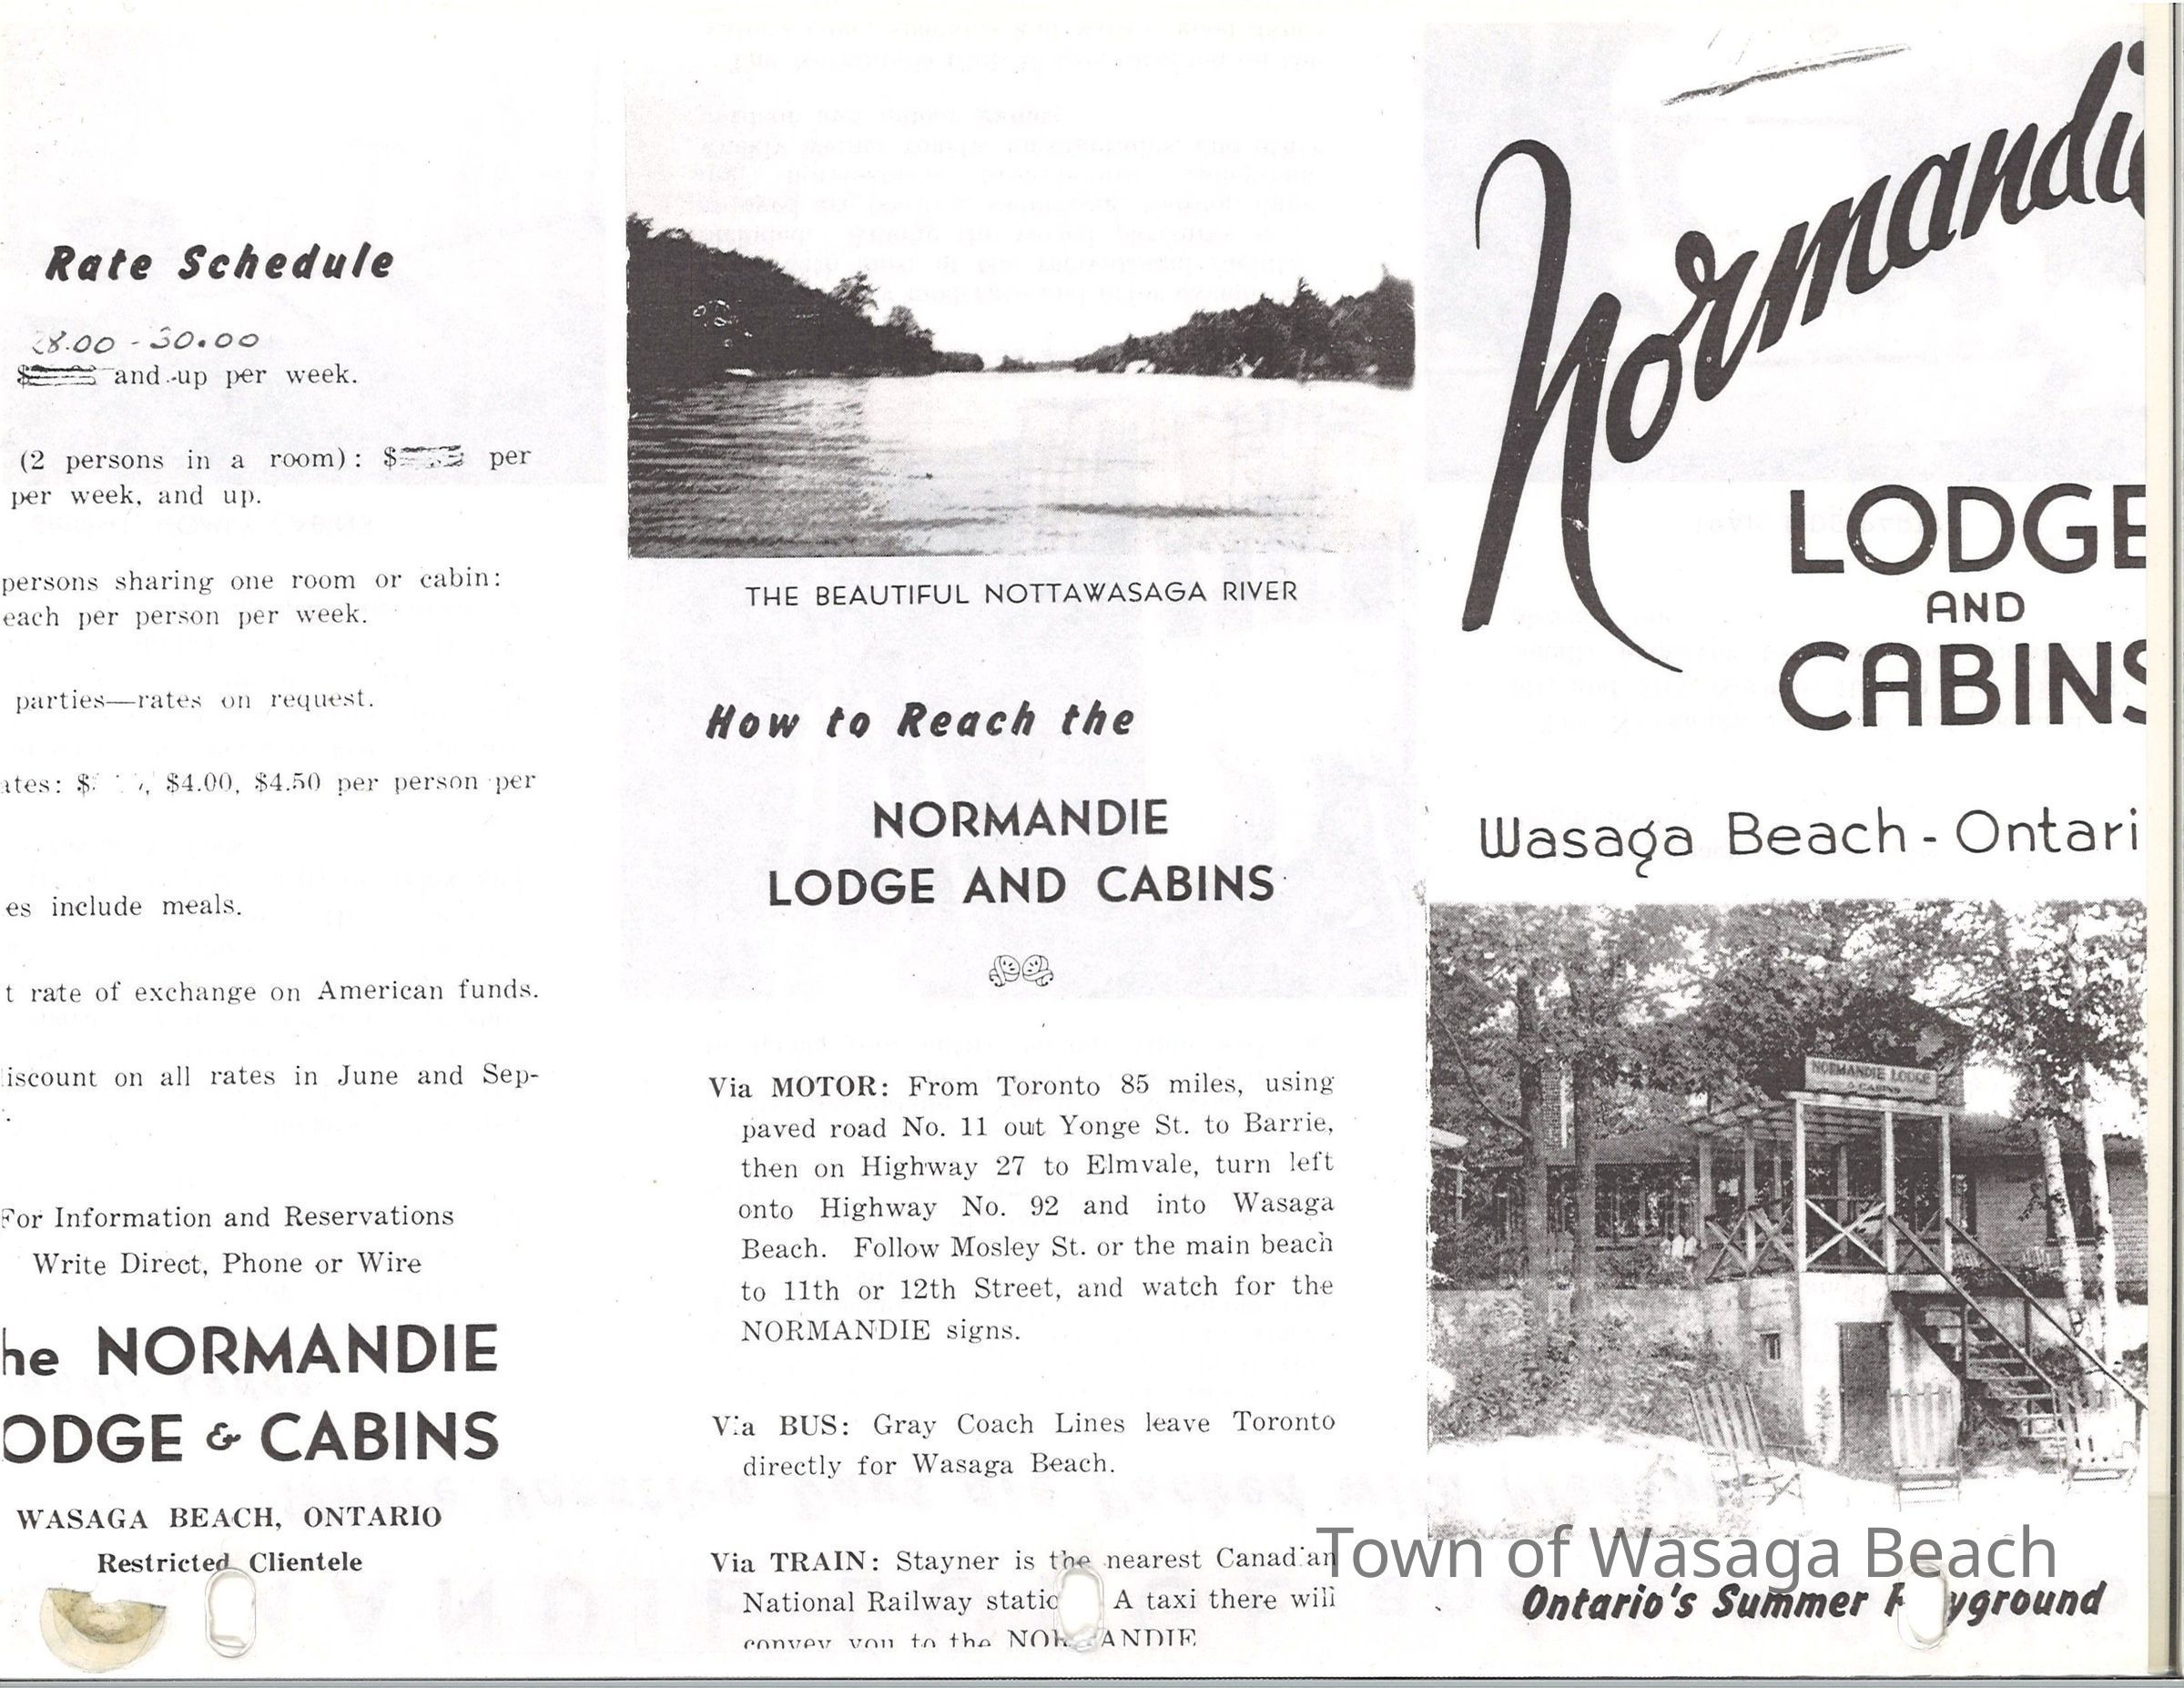 Rate Schedule
28.00 - 30.00
and up per week.
(2 persons in a room): $ per
per week, and up.
persons sharing one room or cabin:
each per person per week.
parties—rates on request.
ates: $ , $4.00, $4.50 per person per
es include meals.
t rate of exchange on American funds.
iscount on all rates in June and Sep-
.
For Information and Reservations
Write Direct, Phone or Wire
he NORMANDIE
ODGE & CABINS
WASAGA BEACH, ONTARIO
Restricted Clientele
THE BEAUTIFUL NOTTAWASAGA RIVER
How to Reach the
NORMANDIE
LODGE AND CABINS
Via MOTOR: From Toronto 85 miles, using
paved road No. 11 out Yonge St. to Barrie,
then on Highway 27 to Elmvale, turn left
onto Highway No. 92 and into Wasaga
Beach. Follow Mosley St. or the main beach
to 11th or 12th Street, and watch for the
NORMANDIE signs.
Via BUS: Gray Coach Lines leave Toronto
directly for Wasaga Beach.
Via TRAIN: Stayner is the nearest Canadian
National Railway static A taxi there will
convey you to the NORMANDIE
Normandie
LODGE
AND
CABINS
Wasaga Beach - Ontari
NORMANDIE LODGE
& CABINS
Town of Wasaga Beach
Ontario's Summer P yground